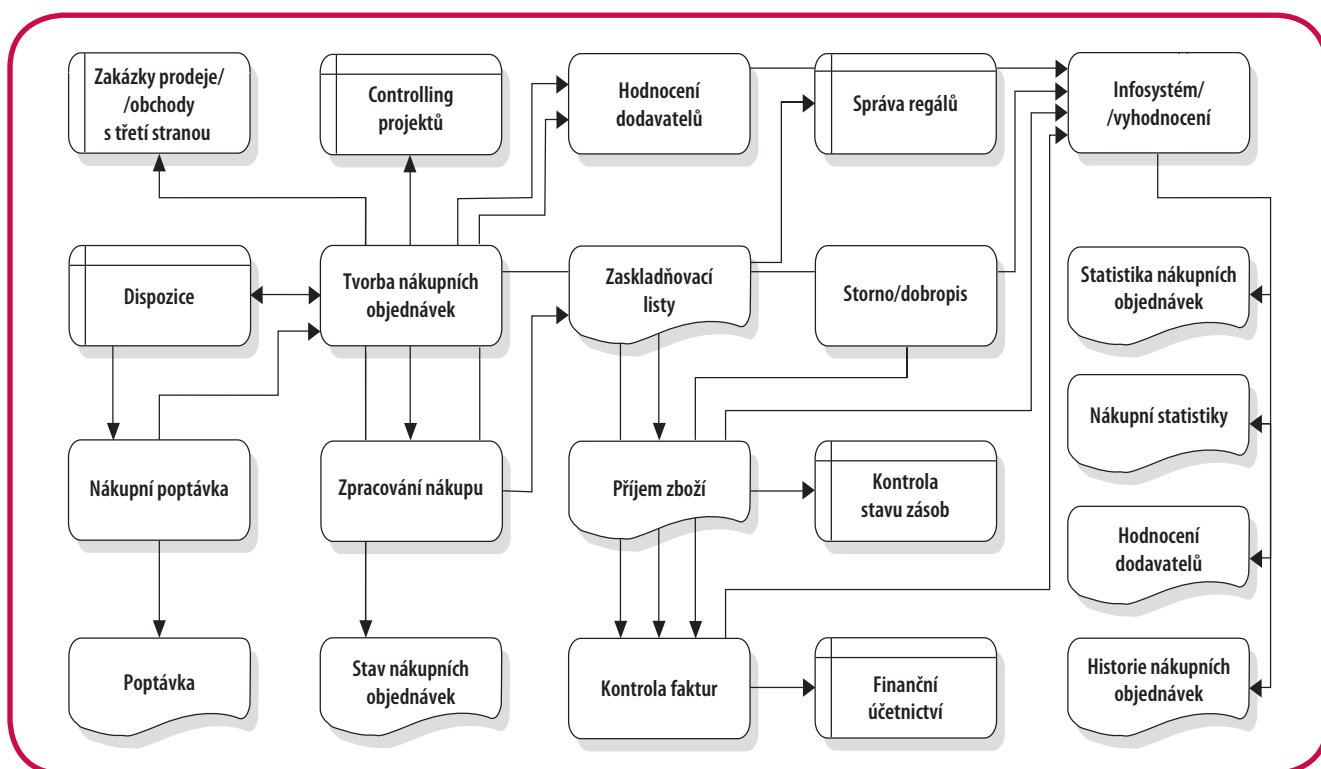 Zakázky prodeje/
/obchody
s třetí stranou
Controlling
projektů
Hodnocení
dodavatelů
Správa regálů
Infosystém/
/vyhodnocení
Dispozice
Tvorba nákupních
objednávek
Zaskladňovací
listy
Storno/dobropis
Statistika nákupních
objednávek
Nákupní poptávka
Zpracování nákupu
Příjem zboží
Kontrola
stavu zásob
Nákupní statistiky
Hodnocení
dodavatelů
Poptávka
Stav nákupních
objednávek
Kontrola faktur
Finanční
účetnictví
Historie nákupních
objednávek